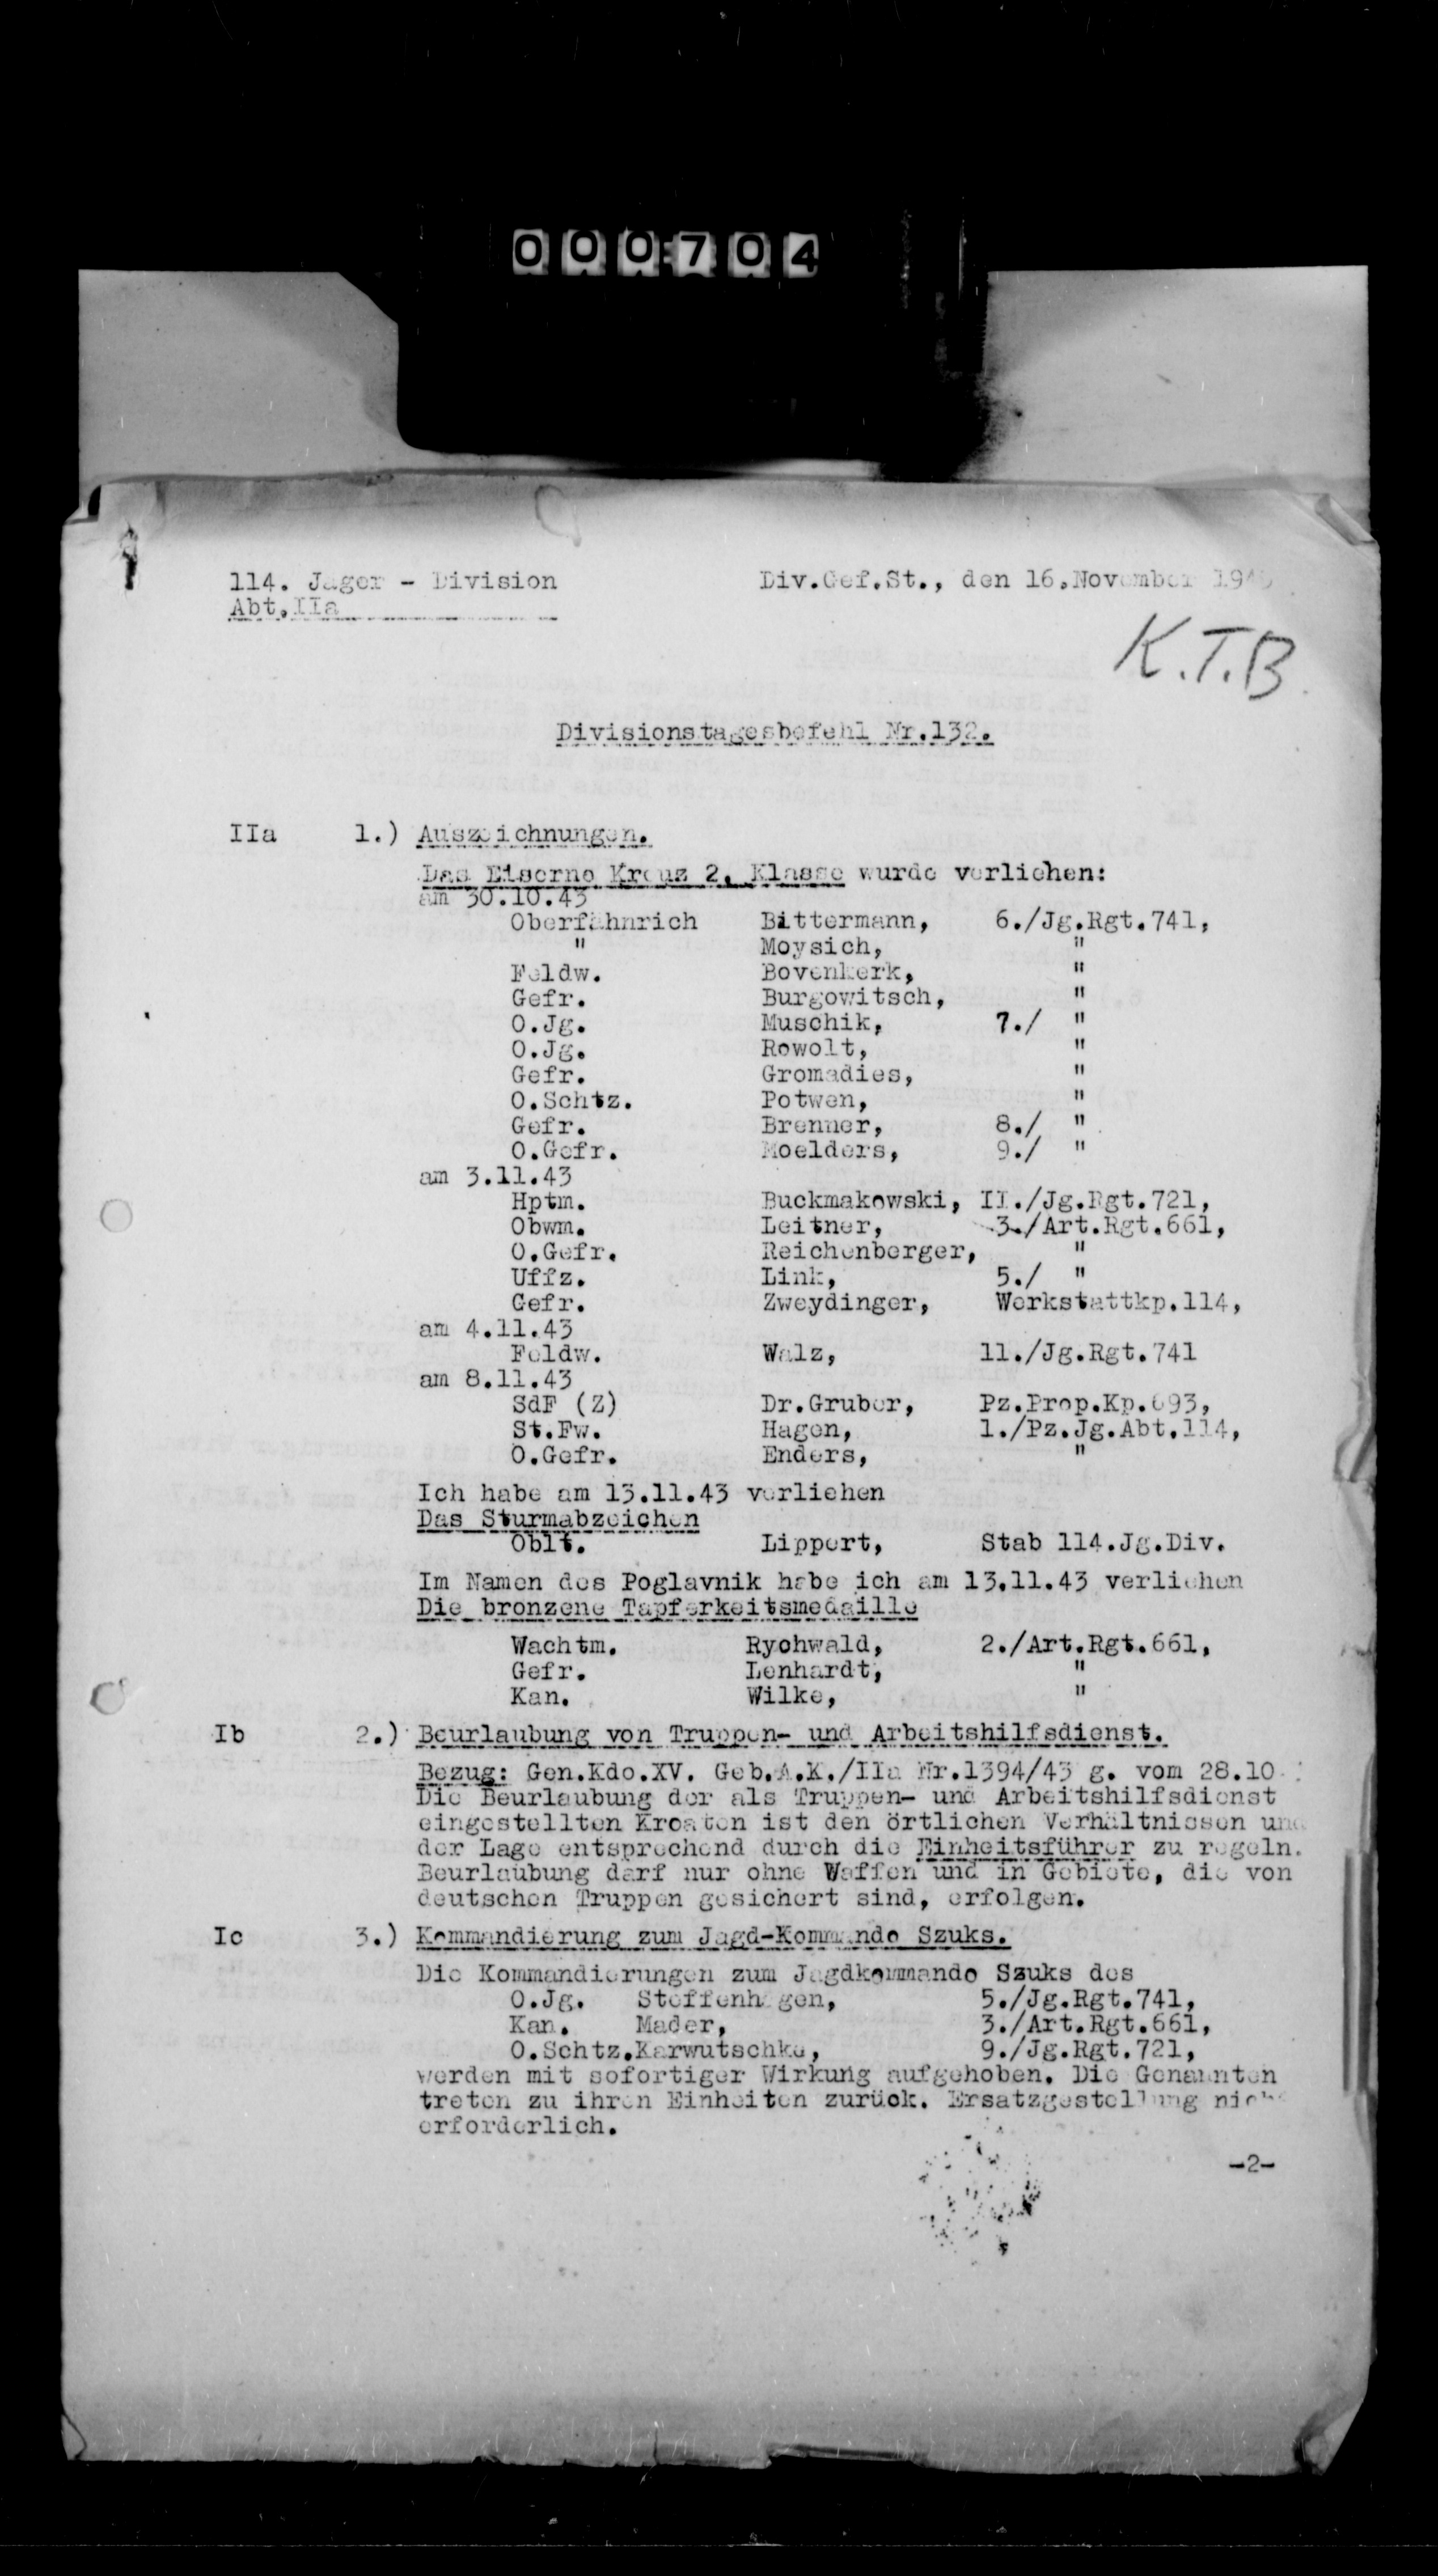 000704
114. Jäger - Division Div.Gef.St., den 16.November
Abt.IIa
K.T.B.
Divisionstagesbefehl Nr.132.
IIa 1.) Auszeichnungen.
Das Eiserne Kreuz 2. Klasse wurde verliehen:
am 30.10.43
Oberfähnrich Bittermann, 6./Jg.Rgt.741,
" Moysich, "
Feldw. Bovenkerk, "
Gefr. Burgowitsch, "
O.Jg. Muschik, 7./ "
O.Jg. Rowolt, "
Gefr. Gromadies, "
O.Schtz. Potwen, "
Gefr. Brenner, 8./ "
O.Gefr. Moelders, 9./ "
am 3.11.43
Hptm. Buckmakowski, II./Jg.Rgt.721,
Obwm. Leitner, 3./Art.Rgt.661,
O.Gefr. Reichenberger, "
Uffz. Link, 5./ "
Gefr. Zweydinger, Werkstattkp.114,
am 4.11.43
Feldw. Walz, 11./Jg.Rgt.741
am 8.11.43
SdF (Z) Dr.Gruber, Pz.Prop.Kp.693,
St.Fw. Hagen, 1./Pz.Jg.Abt.114,
O.Gefr. Enders, "
Ich habe am 13.11.43 verliehen
Das Sturmabzeichen
Oblt. Lippert, Stab 114.Jg.Div.
Im Namen des Poglavnik habe ich am 13.11.43 verliehen
Die bronzene Tapferkeitsmedaille
Wachtm. Rychwald, 2./Art.Rgt.661,
Gefr. Lenhardt, "
Kan. Wilke, "
Ib 2.) Beurlaubung von Truppen- und Arbeitshilfsdienst.
Bezug: Gen.Kdo.XV. Geb.A.K./IIa Nr.1394/43 g. vom 28.10.
Die Beurlaubung der als Truppen- und Arbeitshilfsdienst
eingestellten Kroaten ist den örtlichen Verhältnissen und
der Lage entsprechend durch die Einheitsführer zu regeln.
Beurlaubung darf nur ohne Waffen und in Gebiete, die von
deutschen Truppen gesichert sind, erfolgen.
Ic 3.) Kommandierung zum Jagd-Kommando Szuks.
Die Kommandierungen zum Jagdkommando Szuks des
O.Jg. Steffenhagen, 5./Jg.Rgt.741,
Kan. Mader, 3./Art.Rgt.661,
O.Schtz.Karwutschke, 9./Jg.Rgt.721,
werden mit sofortiger Wirkung aufgehoben. Die Genannten
treten zu ihren Einheiten zurück. Ersatzgestellung nicht
erforderlich.
-2-